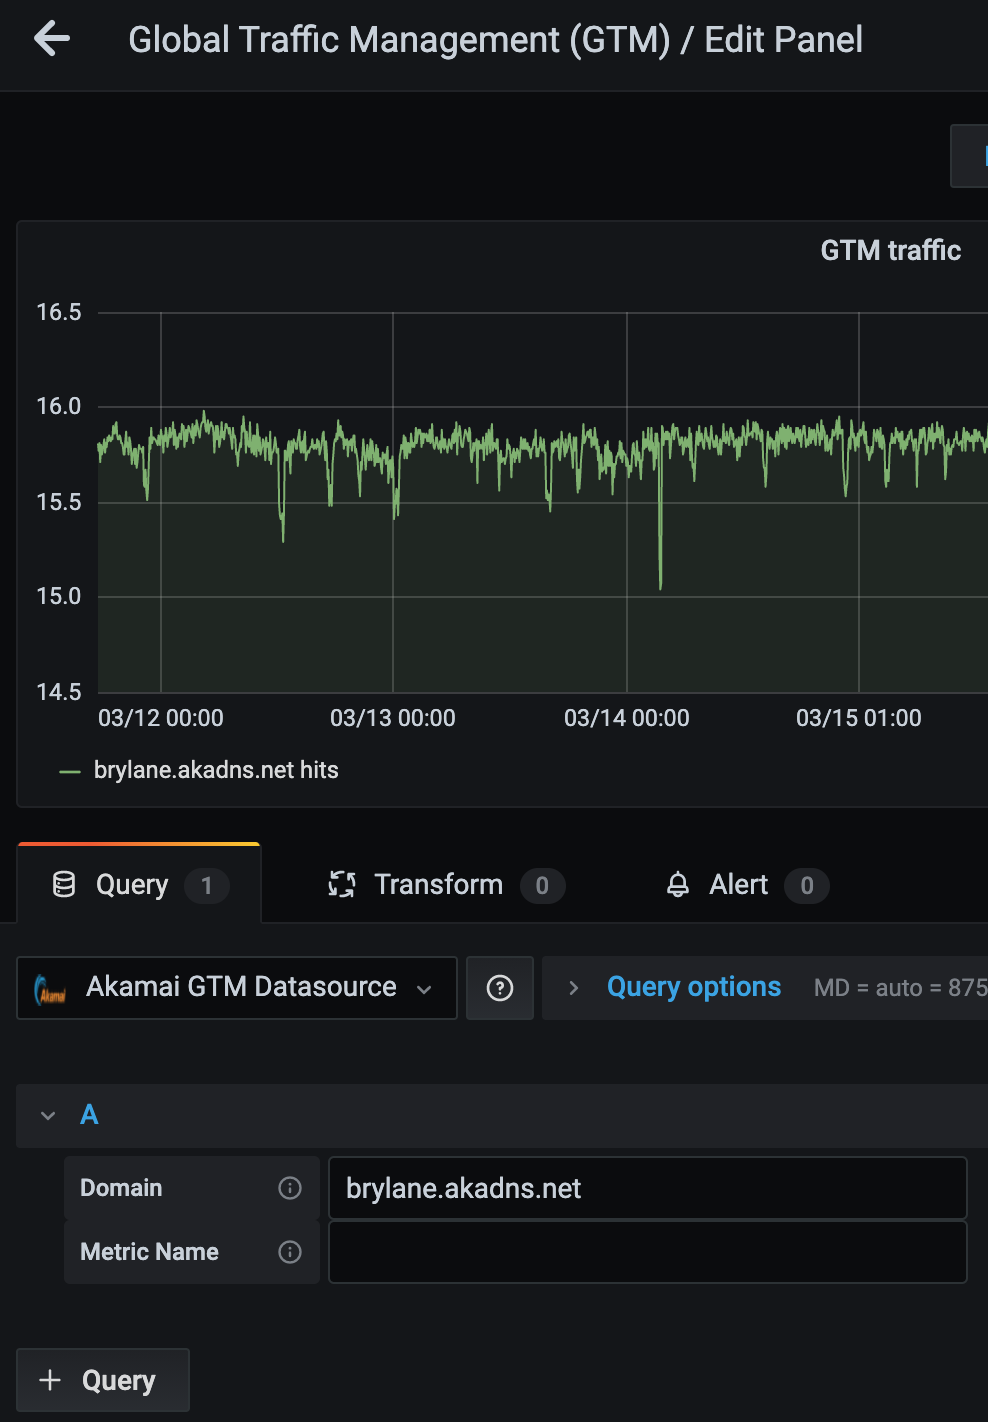 Global Traffic Management (GTM) / Edit Panel
GTM traffic
16.5
16.0
15.5
15.0
14.5
03/12 00:00 03/13 00:00 03/14 00:00 03/15 01:00
brylane.akadns.net hits
Query 1 Transform 0 Alert 0
Akamai Akamai GTM Datasource Query options MD = auto = 875
A
Domain brylane.akadns.net
Metric Name
+ Query